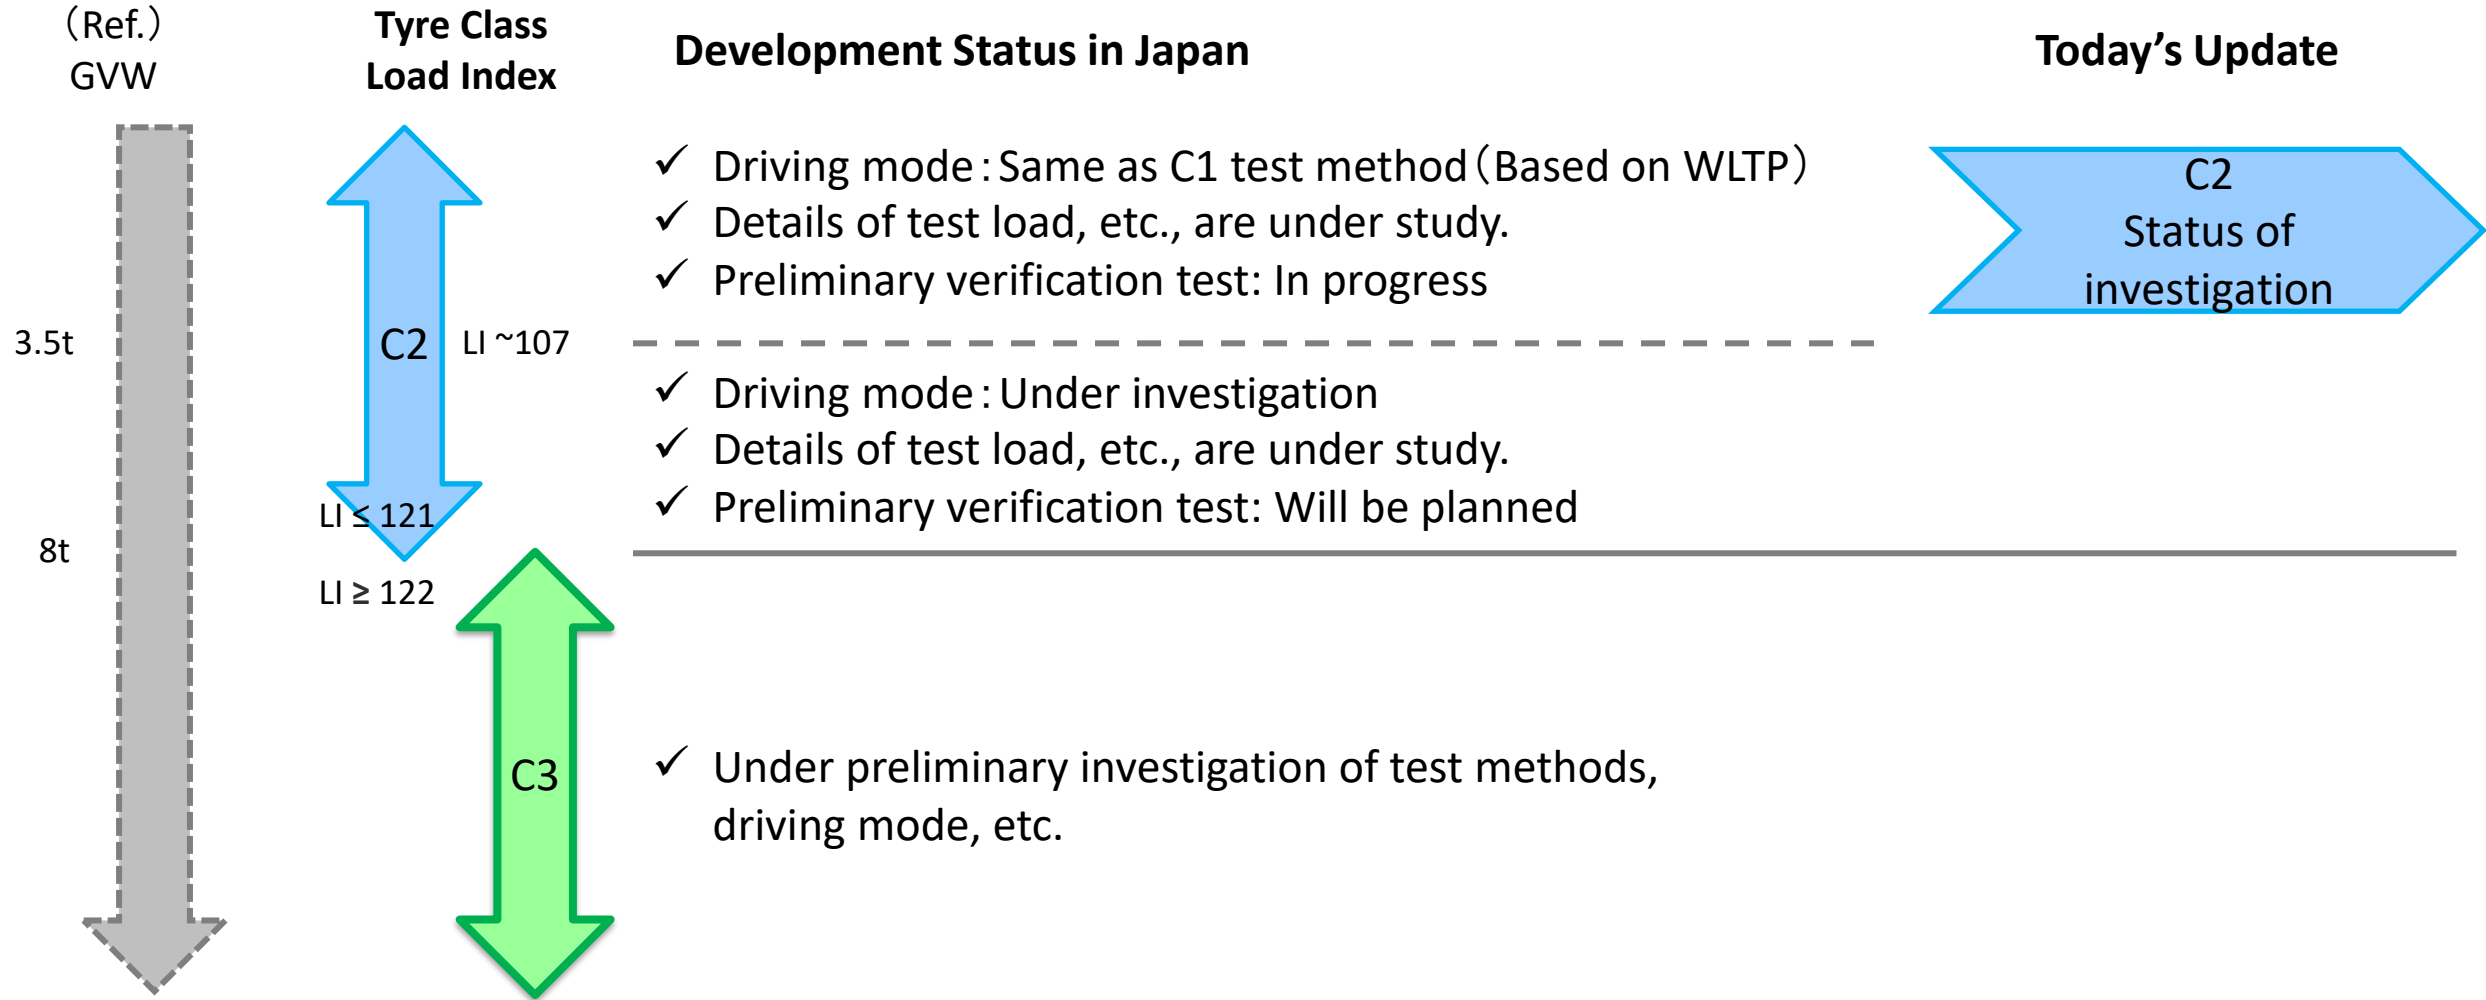 （Ref.）
GVW
Tyre Class
Load Index
Development Status in Japan
Today’s Update
✓ Driving mode：Same as C1 test method（Based on WLTP）
✓ Details of test load, etc., are under study.
✓ Preliminary verification test: In progress
C2
Status of
investigation
3.5t
C2
LI ~107
✓ Driving mode：Under investigation
✓ Details of test load, etc., are under study.
✓ Preliminary verification test: Will be planned
LI ≤ 121
8t
LI ≥ 122
C3
✓ Under preliminary investigation of test methods,
driving mode, etc.